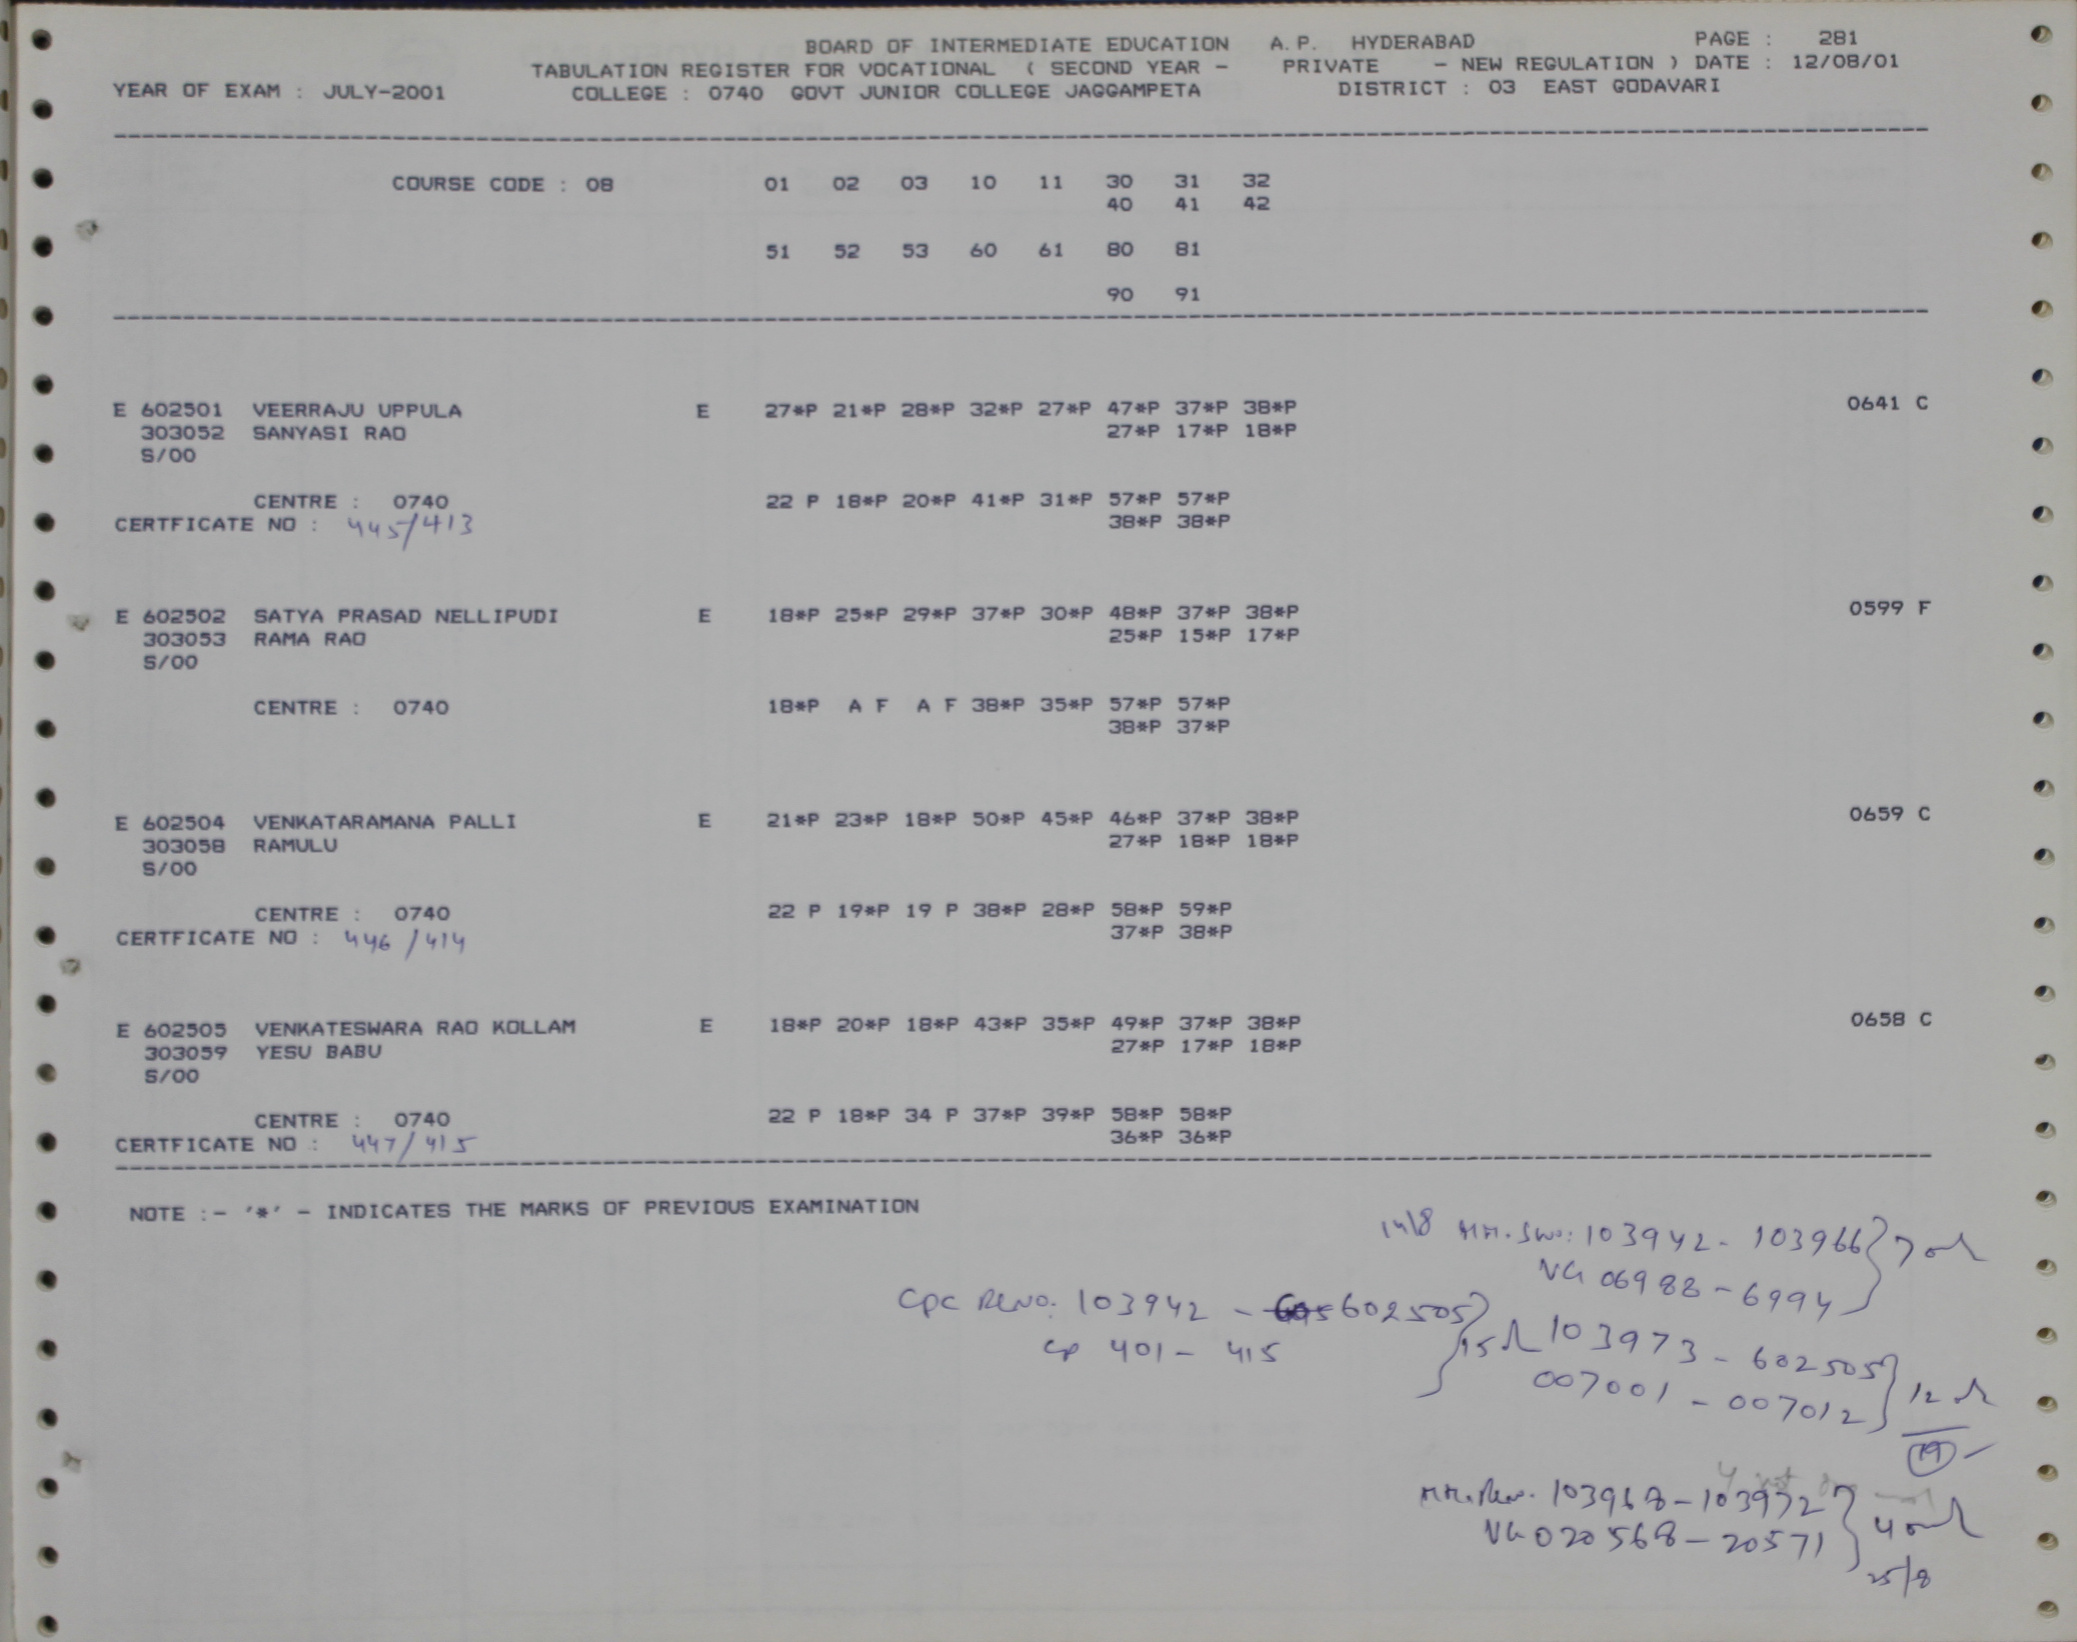 BOARD OF INTERMEDIATE EDUCATION A.P. HYDERABAD PAGE : 281
TABULATION REGISTER FOR VOCATIONAL ( SECOND YEAR - PRIVATE - NEW REGULATION ) DATE : 12/08/01
YEAR OF EXAM : JULY-2001 COLLEGE : 0740 GOVT JUNIOR COLLEGE JAGGAMPETA DISTRICT : 03 EAST GODAVARI
COURSE CODE : 08 01 02 03 10 11 30 31 32
40 41 42
51 52 53 60 61 80 81
90 91
E 602501 VEERRAJU UPPULA E 27*P 21*P 28*P 32*P 27*P 47*P 37*P 38*P 0641 C
303052 SANYASI RAO 27*P 17*P 18*P
S/00
CENTRE : 0740 22 P 18*P 20*P 41*P 31*P 57*P 57*P
CERTFICATE NO : 445/413 38*P 38*P
E 602502 SATYA PRASAD NELLIPUDI E 18*P 25*P 29*P 37*P 30*P 48*P 37*P 38*P 0599 F
303053 RAMA RAO 25*P 15*P 17*P
S/00
CENTRE : 0740 18*P A F A F 38*P 35*P 57*P 57*P
38*P 37*P
E 602504 VENKATARAMANA PALLI E 21*P 23*P 18*P 50*P 45*P 46*P 37*P 38*P 0659 C
303058 RAMULU 27*P 18*P 18*P
S/00
CENTRE : 0740 22 P 19*P 19 P 38*P 28*P 58*P 59*P
CERTFICATE NO : 446/414 37*P 38*P
E 602505 VENKATESWARA RAO KOLLAM E 18*P 20*P 18*P 43*P 35*P 49*P 37*P 38*P 0658 C
303059 YESU BABU 27*P 17*P 18*P
S/00
CENTRE : 0740 22 P 18*P 34 P 37*P 39*P 58*P 58*P
CERTFICATE NO : 447/415 36*P 36*P
NOTE :- '*' - INDICATES THE MARKS OF PREVIOUS EXAMINATION
103942 - 103966
VG 06988 - 6994
CPC 103942 - 602505
CP 401 - 415
103973 - 602505
007001 - 007012 12
19
103968 - 103972
VG 020568 - 20571
25/8